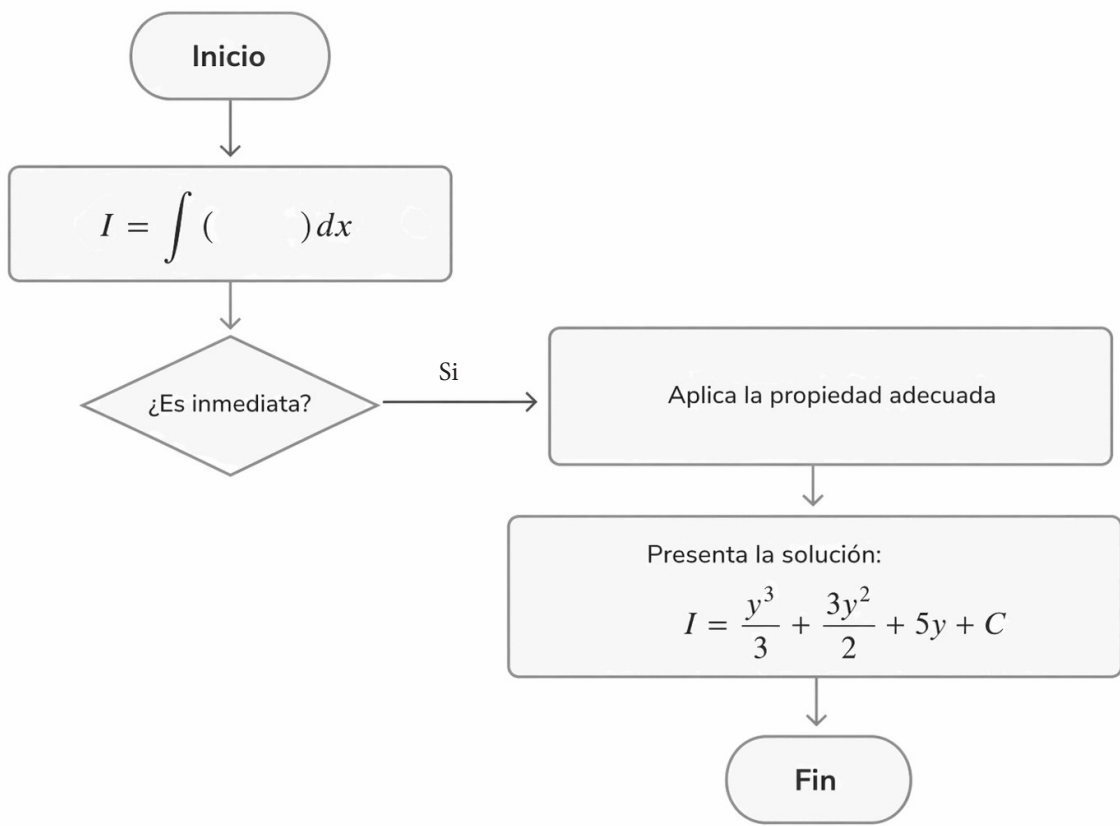 Inicio
I = ∫ (        ) dx
¿Es inmediata?
Si
Aplica la propiedad adecuada
Presenta la solución:
I = y³/3 + 3y²/2 + 5y + C
Fin